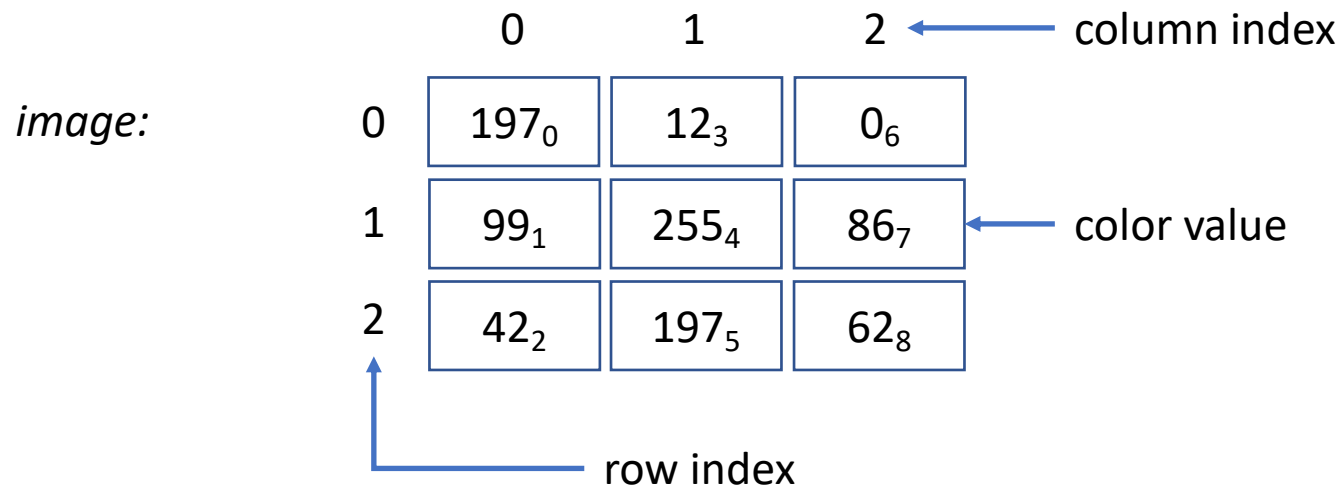 0 1 2 column index
image: 0 197₀ 12₃ 0₆
1 99₁ 255₄ 86₇ color value
2 42₂ 197₅ 62₈
row index